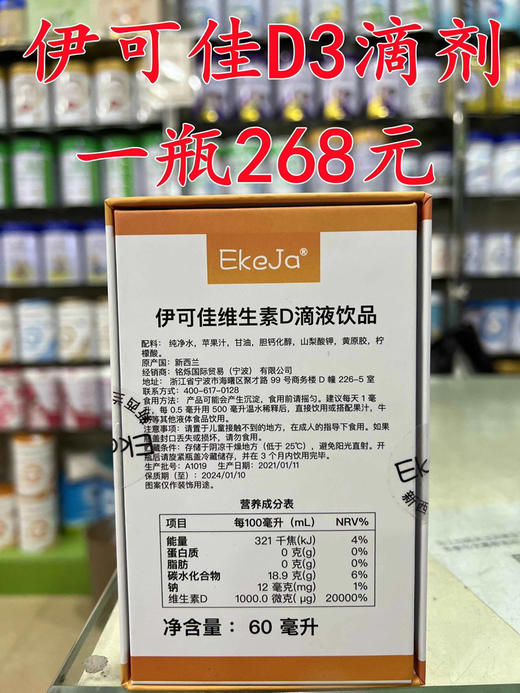 伊可佳D3滴剂
一瓶268元
EkeJa®
伊可佳维生素D滴液饮品
配料: 纯净水，苹果汁，甘油，胆钙化醇，山梨酸钾，黄原胶，柠
檬酸。
原产国: 新西兰
经销商: 铭烁国际贸易（宁波）有限公司
地址: 浙江省宁波市海曙区聚才路 99 号商务楼 D 幢 226-5 室
联系方式: 400-617-0128
食用方法: 产品可能会产生沉淀，食用前请摇匀。建议每天 1 毫
，每 0.5 毫升用 500 毫升温水稀释后，直接饮用或搭配果汁，牛
等其他液体食品饮用。
注意事项: 请置于儿童接触不到的地方，在成人的指导下食用。如
瓶盖封口丢失或损坏，请勿食用。
藏条件: 存储于阴凉干燥地方（低于 25℃），避免阳光直射。开
瓶后请旋紧瓶盖冷藏储存，并在 3 个月内饮用完毕。
生产批号: A1019 生产日期: 2021/01/11
保质期（至）: 2024/01/10
图案仅作装饰用途。
营养成分表
项目 每100毫升（mL） NRV%
能量 321 千焦(kJ) 4%
蛋白质 0 克(g) 0%
脂肪 0 克(g) 0%
碳水化合物 18.9 克(g) 6%
钠 12 毫克(mg) 1%
维生素D 1000.0 微克( μg) 20000%
净含量: 60 毫升
Eke
新西